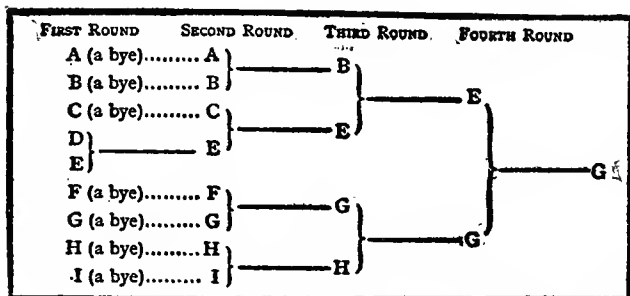 FIRST ROUND SECOND ROUND THIRD ROUND FOURTH ROUND
A (a bye)......... A
B (a bye)......... B
B
C (a bye)......... C
E
D
E
E
E
F (a bye)......... F
G (a bye)......... G
G
H (a bye)......... H
I (a bye)......... I
H
G
G